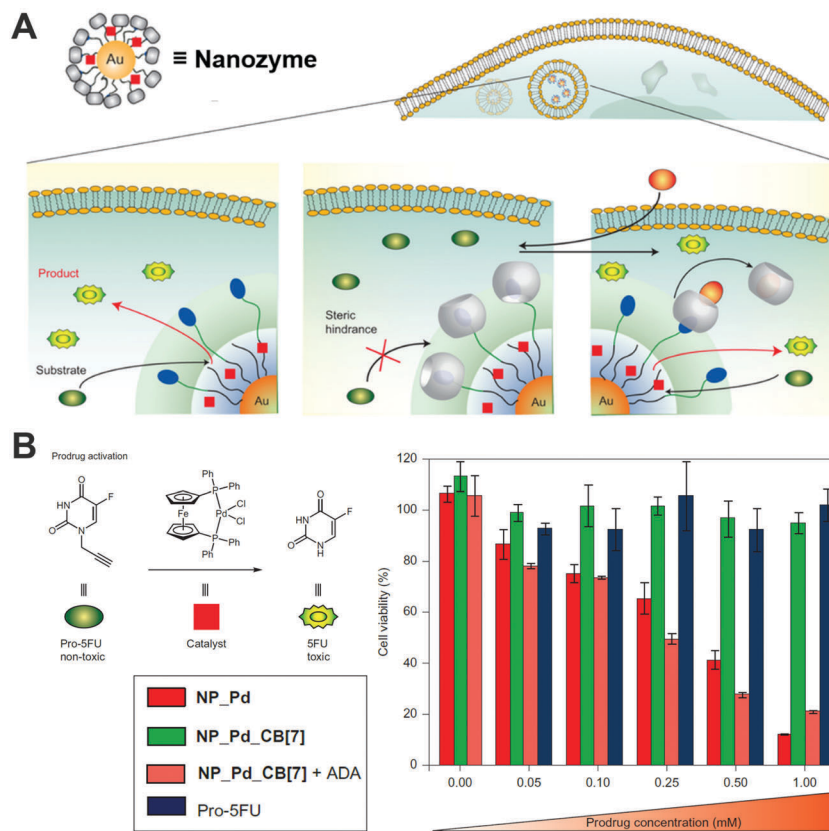 A
Au
≡ Nanozyme
Product
Substrate
Au
Steric
hindrance
Au
Au
B
Prodrug activation
O
F
HN
O
N
Ph
Ph
P
Cl
Fe
Pd
Cl
P
Ph
Ph
O
F
HN
O
N
H
Pro-5FU
non-toxic
Catalyst
5FU
toxic
NP_Pd
NP_Pd_CB[7]
NP_Pd_CB[7] + ADA
Pro-5FU
Cell viability (%)
120
100
80
60
40
20
0
0.00 0.05 0.10 0.25 0.50 1.00
Prodrug concentration (mM)